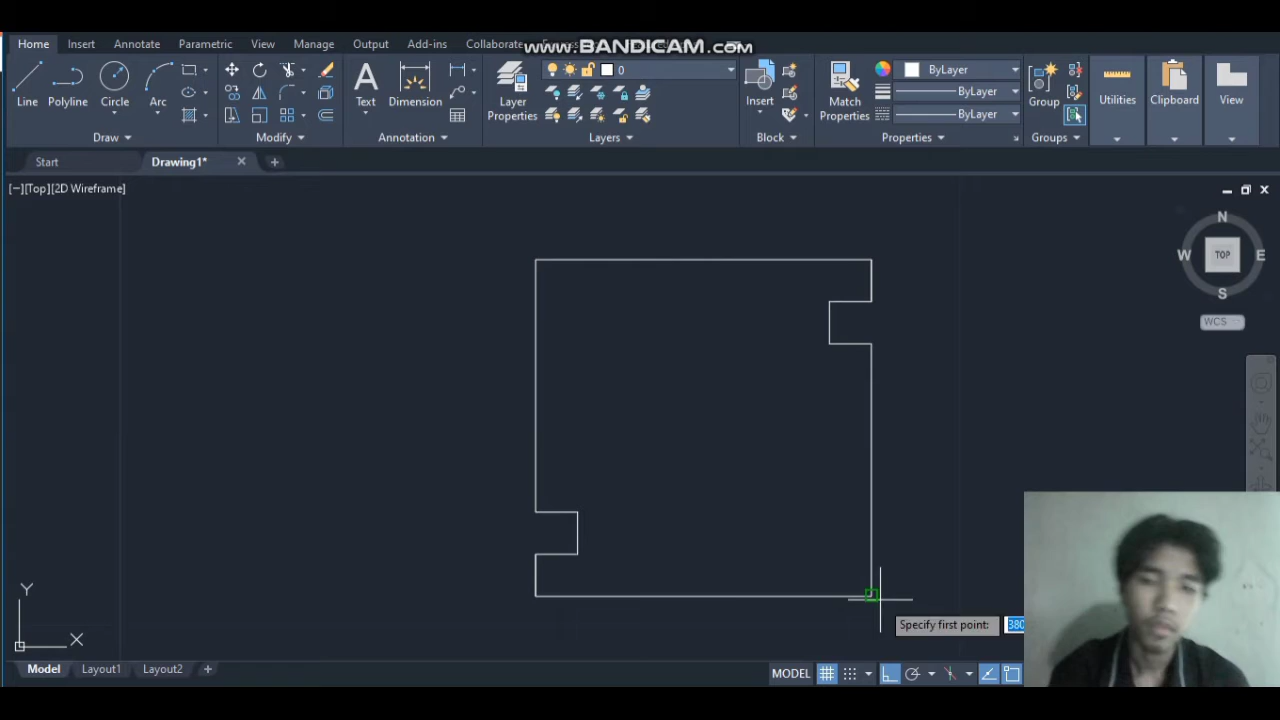 Home Insert Annotate Parametric View Manage Output Add-ins Collaborate
www.BANDICAM.com
Line Polyline Circle Arc Text Dimension Layer Properties 0 Insert Match Properties ByLayer Group Utilities Clipboard View
ByLayer
ByLayer
Draw Modify Annotation Layers Block Properties Groups
Start Drawing1*
[−][Top][2D Wireframe]
N
W TOP E
S
WCS
Y
X
Specify first point: 380
Model Layout1 Layout2 MODEL